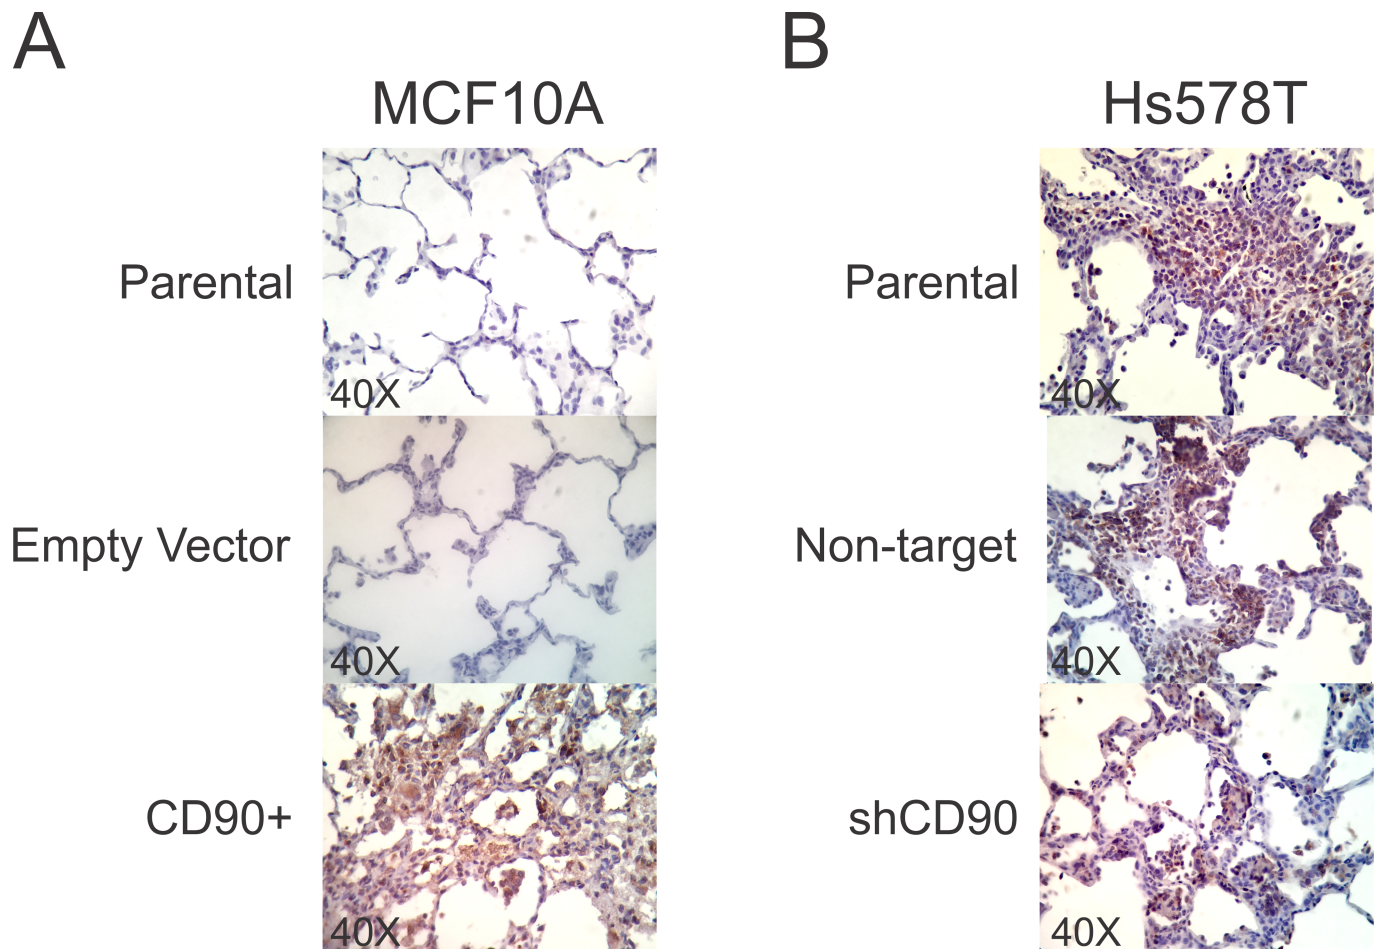 A
MCF10A
Parental
40X
Empty Vector
40X
CD90+
40X
B
Hs578T
Parental
40X
Non-target
40X
shCD90
40X